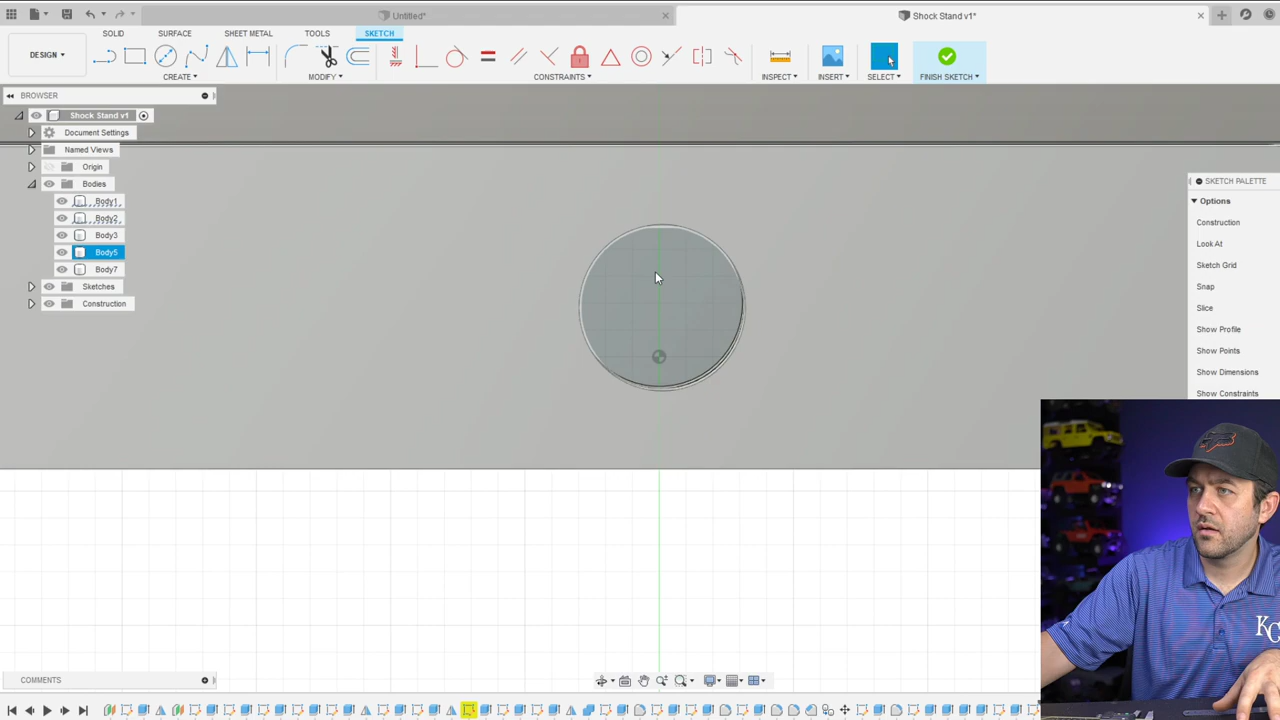 Untitled*
Shock Stand v1*
DESIGN
SOLID
SURFACE
SHEET METAL
SKETCH
TOOLS
CREATE
MODIFY
CONSTRAINTS
INSPECT
INSERT
SELECT
FINISH SKETCH
BROWSER
Shock Stand v1
Document Settings
Named Views
Origin
Bodies
Body1
Body2
Body3
Body5
Body7
Sketches
Construction
SKETCH PALETTE
Options
Construction
Look At
Sketch Grid
Snap
Slice
Show Profile
Show Points
Show Dimensions
Show Constraints
COMMENTS
FOX
KC